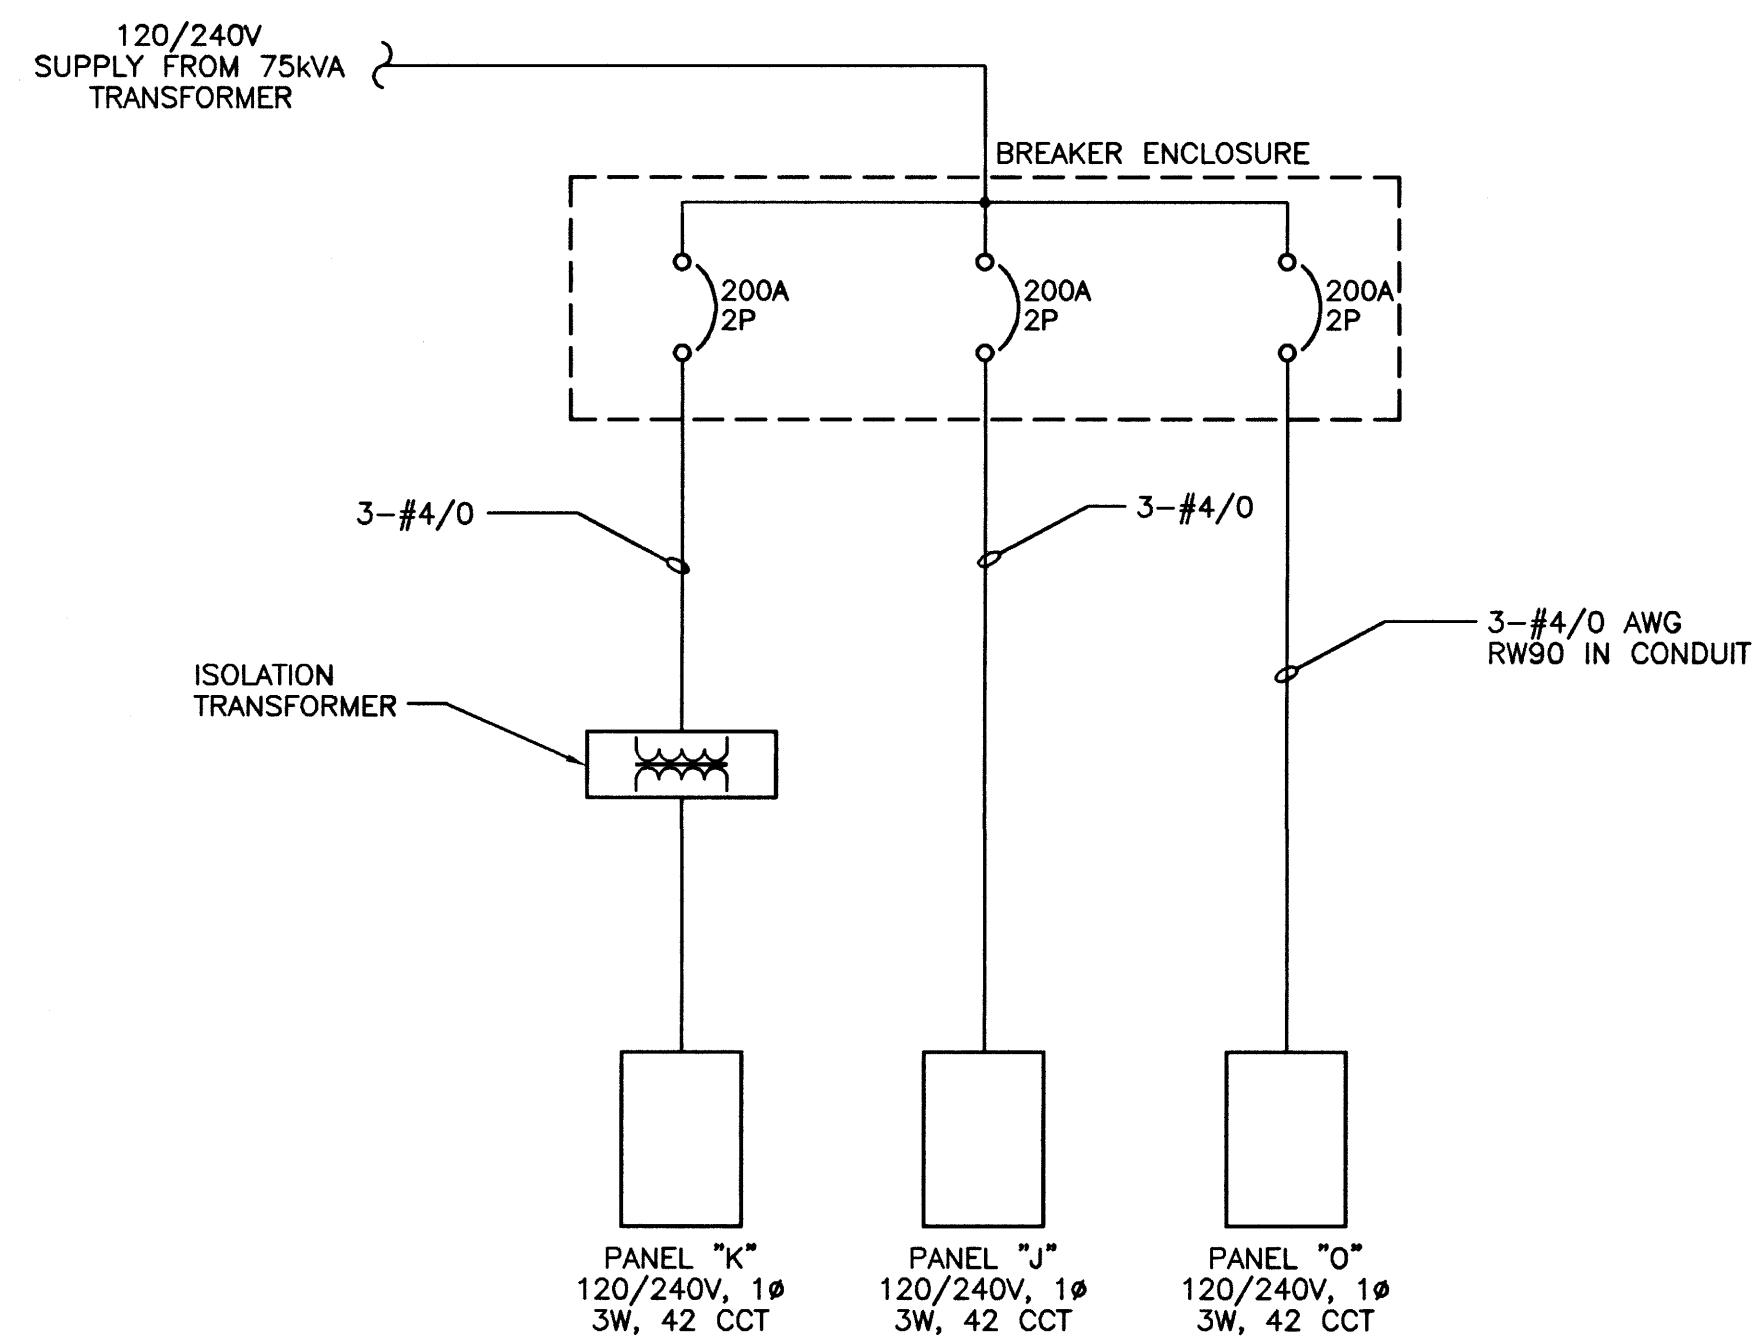 120/240V
SUPPLY FROM 75kVA
TRANSFORMER
BREAKER ENCLOSURE
200A
2P
200A
2P
200A
2P
3-#4/0
3-#4/0
3-#4/0 AWG
RW90 IN CONDUIT
ISOLATION
TRANSFORMER
PANEL "K"
120/240V, 1ø
3W, 42 CCT
PANEL "J"
120/240V, 1ø
3W, 42 CCT
PANEL "O"
120/240V, 1ø
3W, 42 CCT